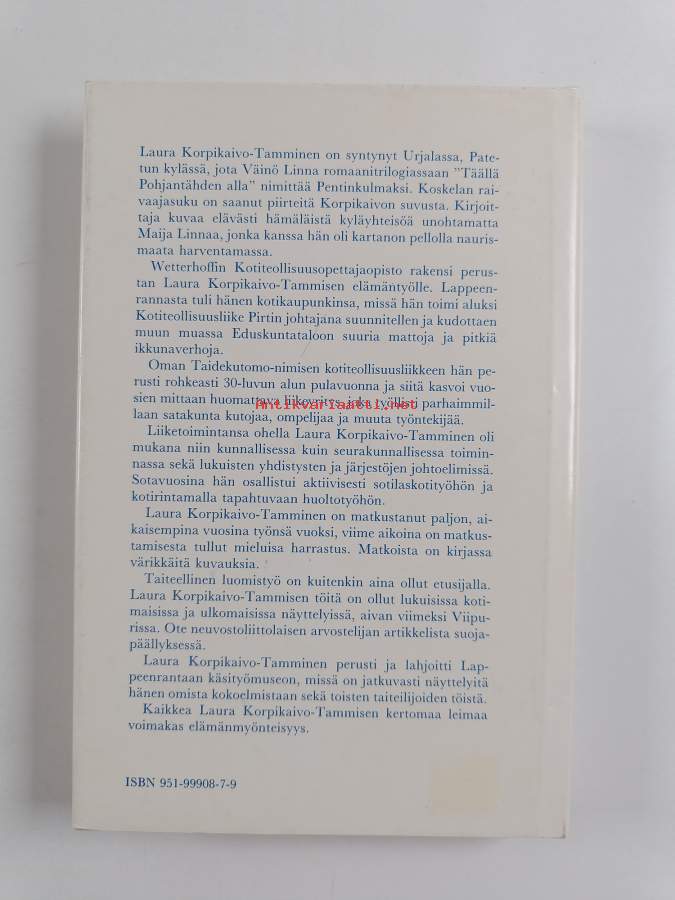 Laura Korpikaivo-Tamminen on syntynyt Urjalassa, Pate-
tun kylässä, jota Väinö Linna romaanitrilogiassaan ”Täällä
Pohjantähden alla” nimittää Pentinkulmaksi. Koskelan rai-
vaajasuku on saanut piirteitä Korpikaivon suvusta. Kirjoit-
taja kuvaa elävästi hämäläistä kyläyhteisöä unohtamatta
Maija Linnaa, jonka kanssa hän oli kartanon pellolla nauris-
maata harventamassa.
Wetterhoffin Kotiteollisuusopettajaopisto rakensi perus-
tan Laura Korpikaivo-Tammisen elämäntyölle. Lappeen-
rannasta tuli hänen kotikaupunkinsa, missä hän toimi aluksi
Kotiteollisuusliike Pirtin johtajana suunnitellen ja kudottaen
muun muassa Eduskuntataloon suuria mattoja ja pitkiä
ikkunaverhoja.
Oman Taidekutomo-nimisen kotiteollisuusliikkeen hän pe-
rusti rohkeasti 30-luvun alun pulavuonna ja siitä kasvoi vuo-
sien mittaan huomattava liikeyritys, joka työllisti parhaimmil-
Antikvariaatti.net
laan satakunta kutojaa, ompelijaa ja muuta työntekijää.
Liiketoimintansa ohella Laura Korpikaivo-Tamminen oli
mukana niin kunnallisessa kuin seurakunnallisessa toimin-
nassa sekä lukuisten yhdistysten ja järjestöjen johtoelimissä.
Sotavuosina hän osallistui aktiivisesti sotilaskotityöhön ja
kotirintamalla tapahtuvaan huoltotyöhön.
Laura Korpikaivo-Tamminen on matkustanut paljon, ai-
kaisempina vuosina työnsä vuoksi, viime aikoina on matkus-
tamisesta tullut mieluisa harrastus. Matkoista on kirjassa
värikkäitä kuvauksia.
Taiteellinen luomistyö on kuitenkin aina ollut etusijalla.
Laura Korpikaivo-Tammisen töitä on ollut lukuisissa koti-
maisissa ja ulkomaisissa näyttelyissä, aivan viimeksi Viipu-
rissa. Ote neuvostoliittolaisen arvostelijan artikkelista suoja-
päällyksessä.
Laura Korpikaivo-Tamminen perusti ja lahjoitti Lap-
peenrantaan käsityömuseon, missä on jatkuvasti näyttelyitä
hänen omista kokoelmistaan sekä toisten taiteilijoiden töistä.
Kaikkea Laura Korpikaivo-Tammisen kertomaa leimaa
voimakas elämänmyönteisyys.
ISBN 951-99908-7-9